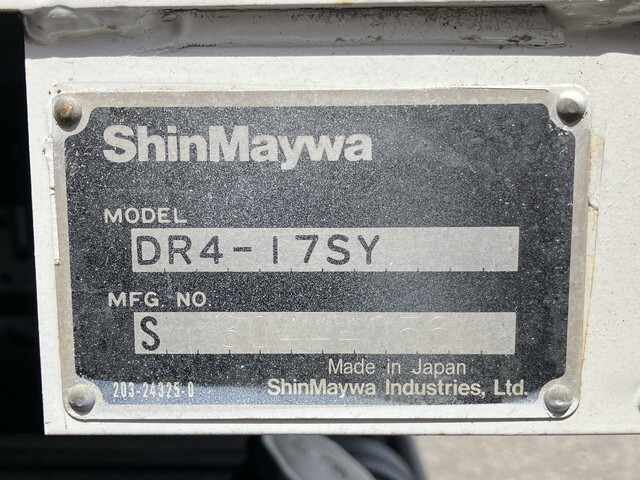 ShinMaywa
MODEL
DR4-17SY
MFG. NO.
S
Made in Japan
203-24325-0
ShinMaywa Industries, Ltd.